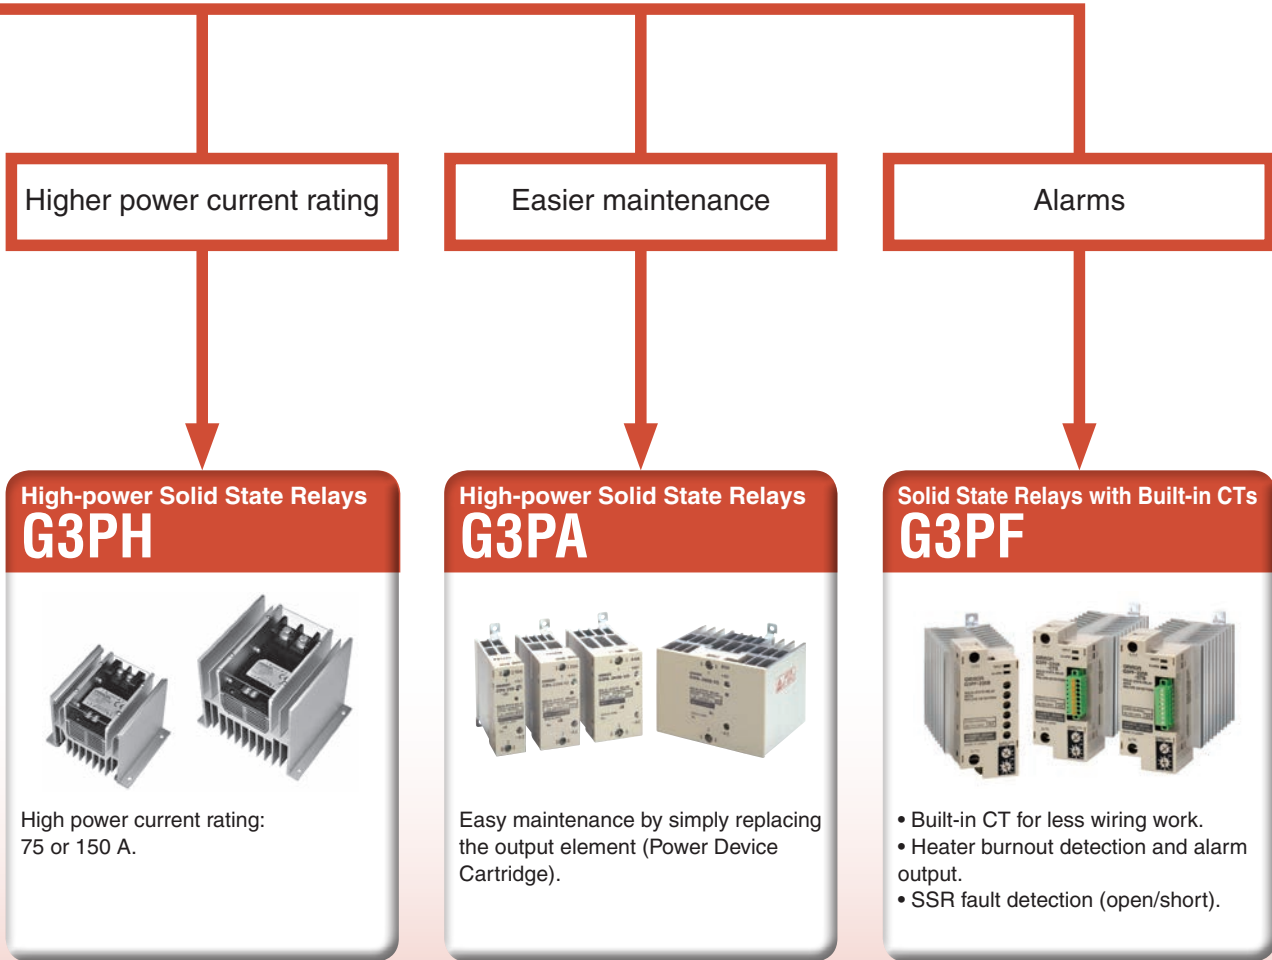 Higher power current rating
Easier maintenance
Alarms
High-power Solid State Relays
G3PH
High power current rating:
75 or 150 A.
High-power Solid State Relays
G3PA
Easy maintenance by simply replacing
the output element (Power Device
Cartridge).
Solid State Relays with Built-in CTs
G3PF
• Built-in CT for less wiring work.
• Heater burnout detection and alarm
output.
• SSR fault detection (open/short).